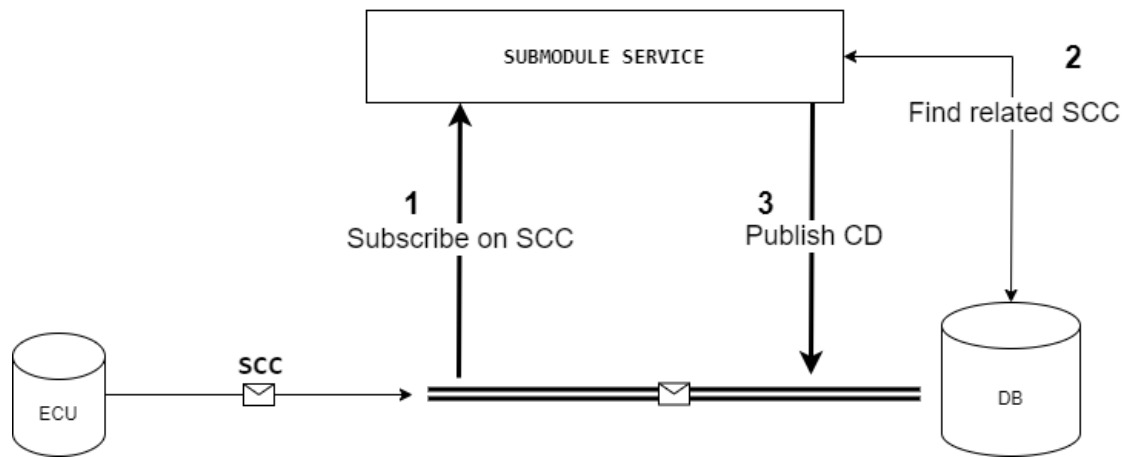 SUBMODULE SERVICE
2
Find related SCC
1
Subscribe on SCC
3
Publish CD
SCC
ECU
DB